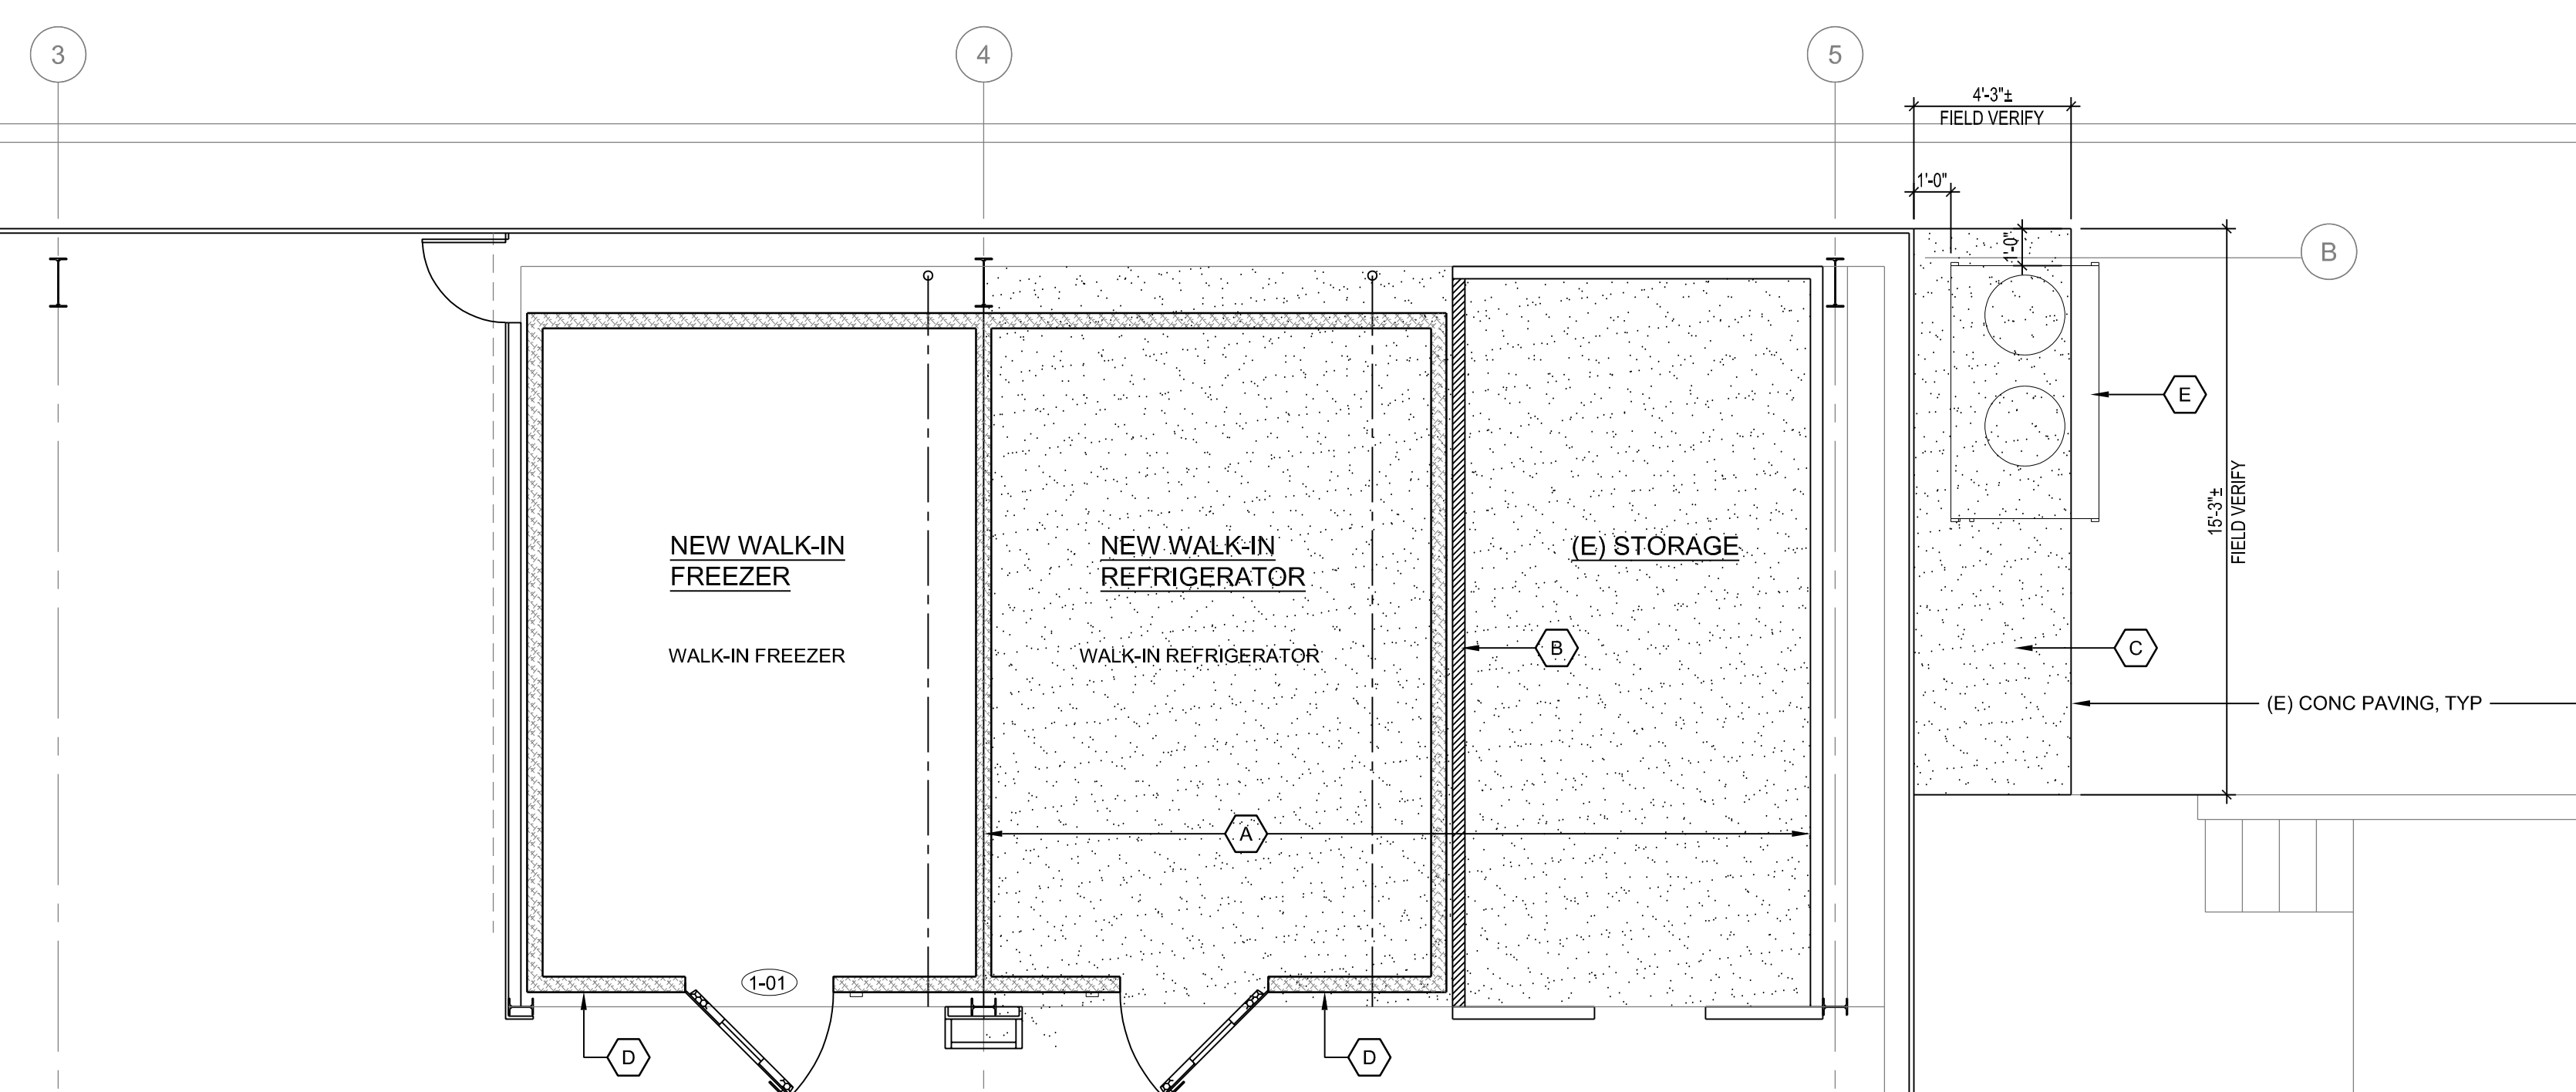 3
4
5
4'-3"±
FIELD VERIFY
1'-0"
1'-0"
B
E
NEW WALK-IN
FREEZER
NEW WALK-IN
REFRIGERATOR
(E) STORAGE
15'-3"±
FIELD VERIFY
WALK-IN FREEZER
WALK-IN REFRIGERATOR
B
C
(E) CONC PAVING, TYP
A
1-01
D
D